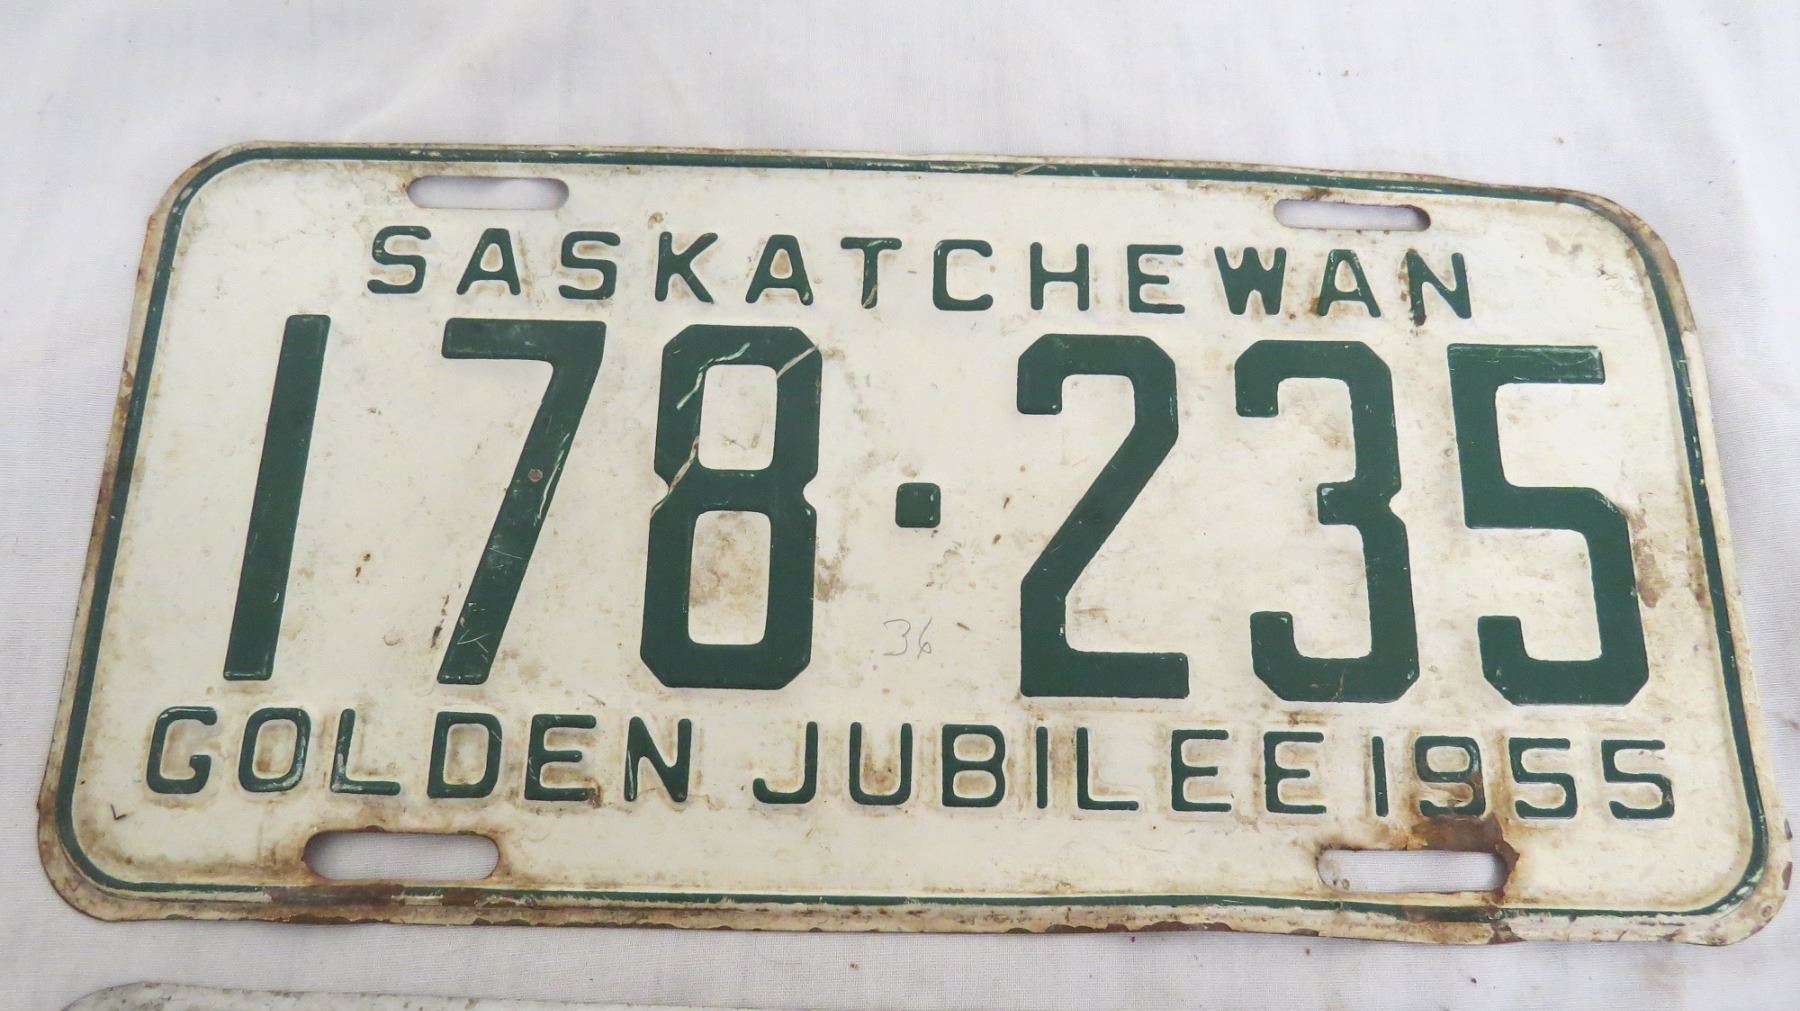 SASKATCHEWAN
178·235
36
GOLDEN JUBILEE 1955